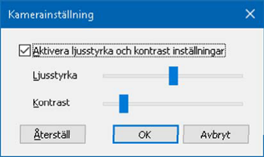 Kamerainställning
Aktivera ljusstyrka och kontrast inställningar
Ljusstyrka
Kontrast
Återställ OK Avbryt